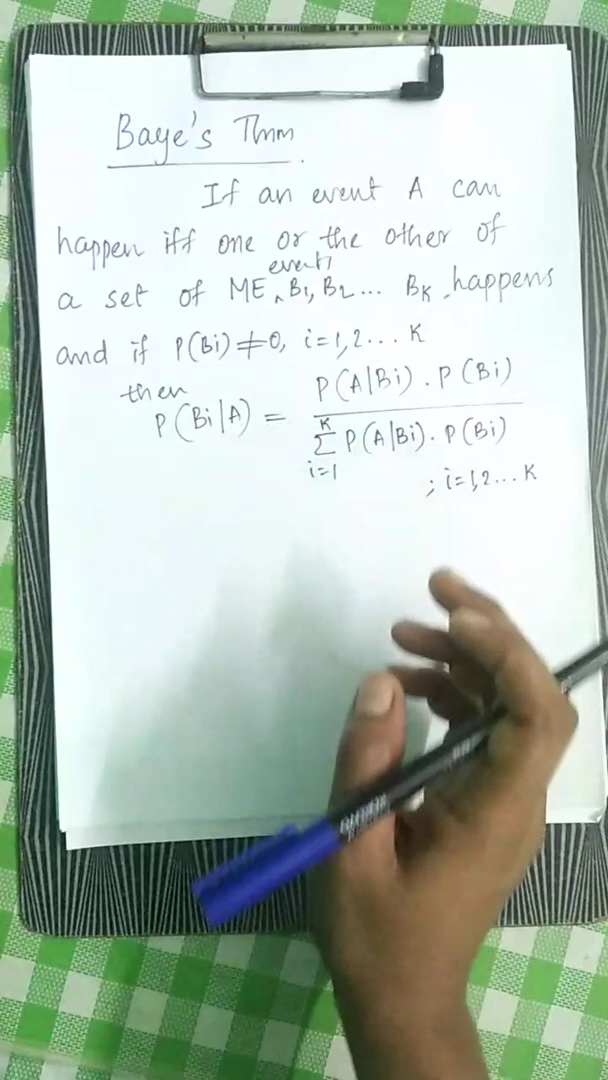 Baye's Thm
If an event A can
happen iff one or the other of
a set of ME events B1, B2 ... BK happens
and if P(Bi) ≠ 0, i=1,2 ... K
then
P(Bi|A) = P(A|Bi) . P(Bi) / K Σ i=1 P(A|Bi) . P(Bi)
; i=1,2 ... K